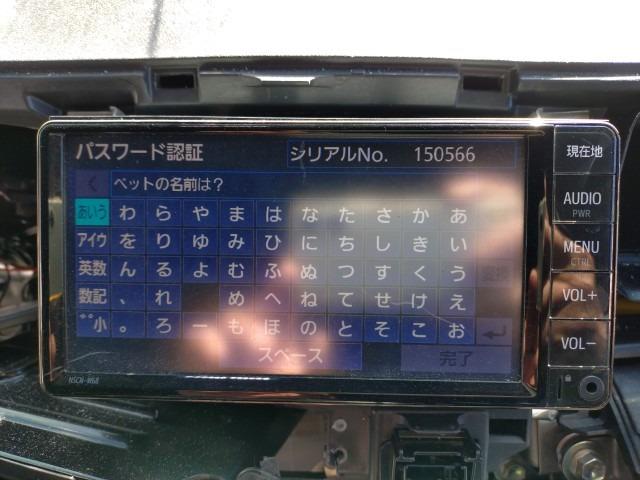 パスワード認証 シリアルNo. 150566 現在地
ペットの名前は?
あいう わ ら や ま は な た さ か あ AUDIO
PWR
アイウ を り ゆ み ひ に ち し き い MENU
CTRL
英数 ん る よ む ふ ぬ つ す く う
数記 、 れ め へ ね て せ け え VOL+
゛゜小 。 ろ ー も ほ の と そ こ お VOL−
スペース 完了
NSCN-W68